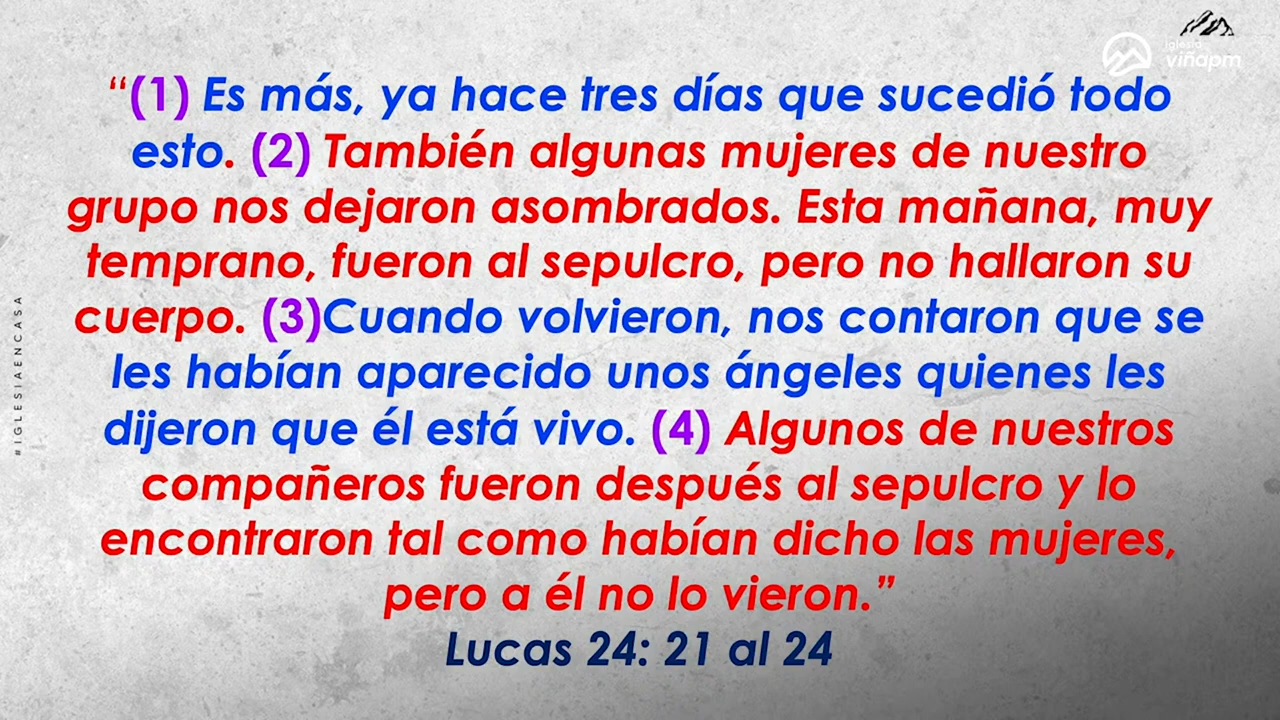 iglesia
viñapm
“(1) Es más, ya hace tres días que sucedió todo
esto. (2) También algunas mujeres de nuestro
grupo nos dejaron asombrados. Esta mañana, muy
temprano, fueron al sepulcro, pero no hallaron su
cuerpo. (3)Cuando volvieron, nos contaron que se
les habían aparecido unos ángeles quienes les
dijeron que él está vivo. (4) Algunos de nuestros
compañeros fueron después al sepulcro y lo
encontraron tal como habían dicho las mujeres,
pero a él no lo vieron.”
Lucas 24: 21 al 24
#IGLESIAENCASA